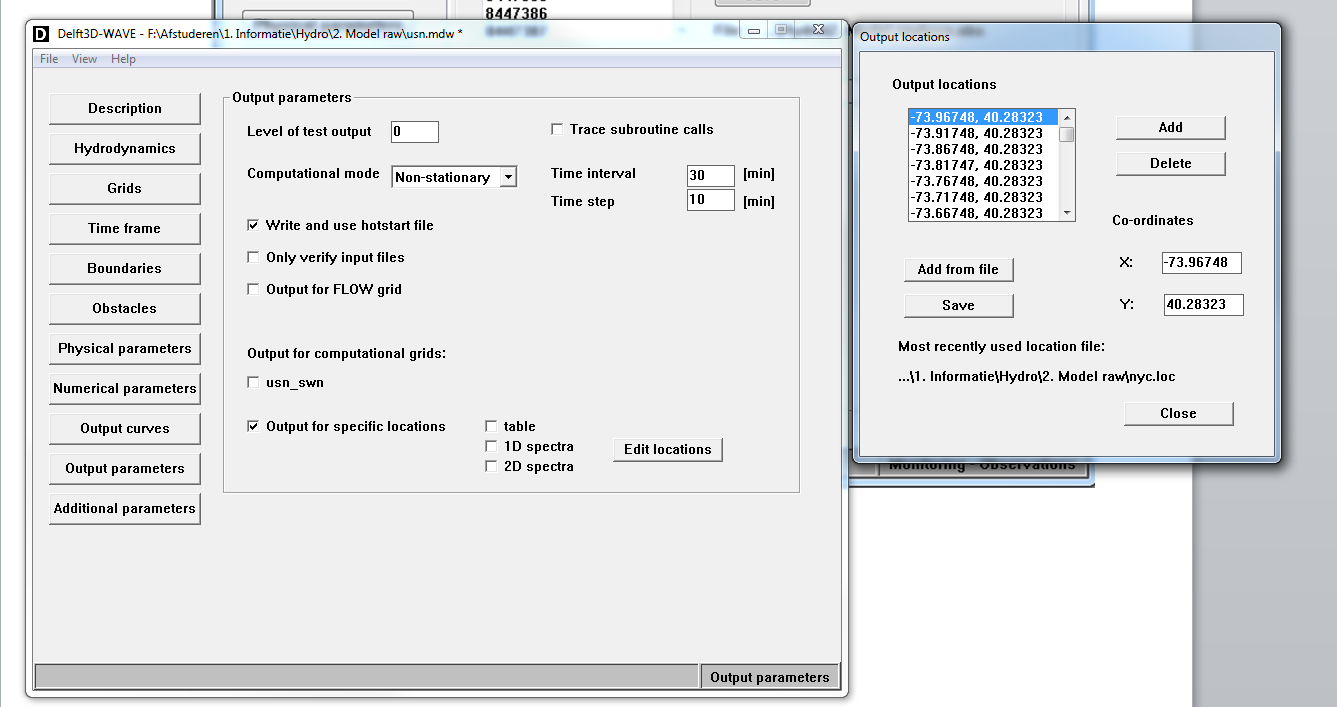 Physical parameters
8447386
8447387
Delft3D-WAVE - F:\Afstuderen\1. Informatie\Hydro\2. Model raw\usn.mdw *
File View Help
Description
Hydrodynamics
Grids
Time frame
Boundaries
Obstacles
Physical parameters
Numerical parameters
Output curves
Output parameters
Additional parameters
Output parameters
Level of test output 0
Trace subroutine calls
Computational mode Non-stationary
Time interval 30 [min]
Time step 10 [min]
Write and use hotstart file
Only verify input files
Output for FLOW grid
Output for computational grids:
usn_swn
Output for specific locations
table
1D spectra
2D spectra
Edit locations
Output parameters
Output locations
Output locations
-73.96748, 40.28323
-73.91748, 40.28323
-73.86748, 40.28323
-73.81747, 40.28323
-73.76748, 40.28323
-73.71748, 40.28323
-73.66748, 40.28323
Add
Delete
Co-ordinates
X: -73.96748
Y: 40.28323
Add from file
Save
Most recently used location file:
...\1. Informatie\Hydro\2. Model raw\nyc.loc
Close
Monitoring - Observations